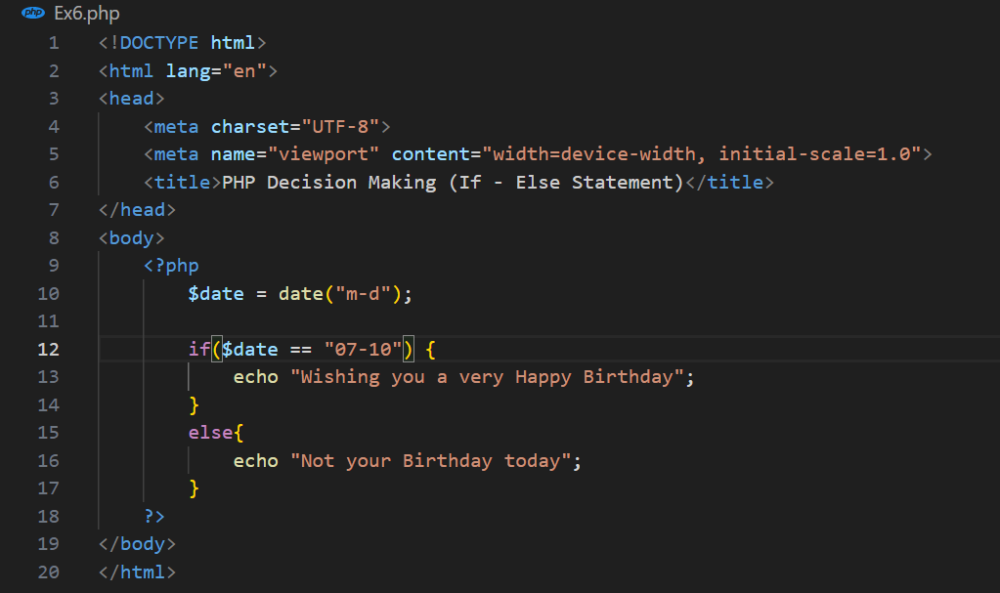 php Ex6.php
1 <!DOCTYPE html>
2 <html lang="en">
3 <head>
4     <meta charset="UTF-8">
5     <meta name="viewport" content="width=device-width, initial-scale=1.0">
6     <title>PHP Decision Making (If - Else Statement)</title>
7 </head>
8 <body>
9     <?php
10         $date = date("m-d");
11
12         if($date == "07-10") {
13             echo "Wishing you a very Happy Birthday";
14         }
15         else{
16             echo "Not your Birthday today";
17         }
18     ?>
19 </body>
20 </html>